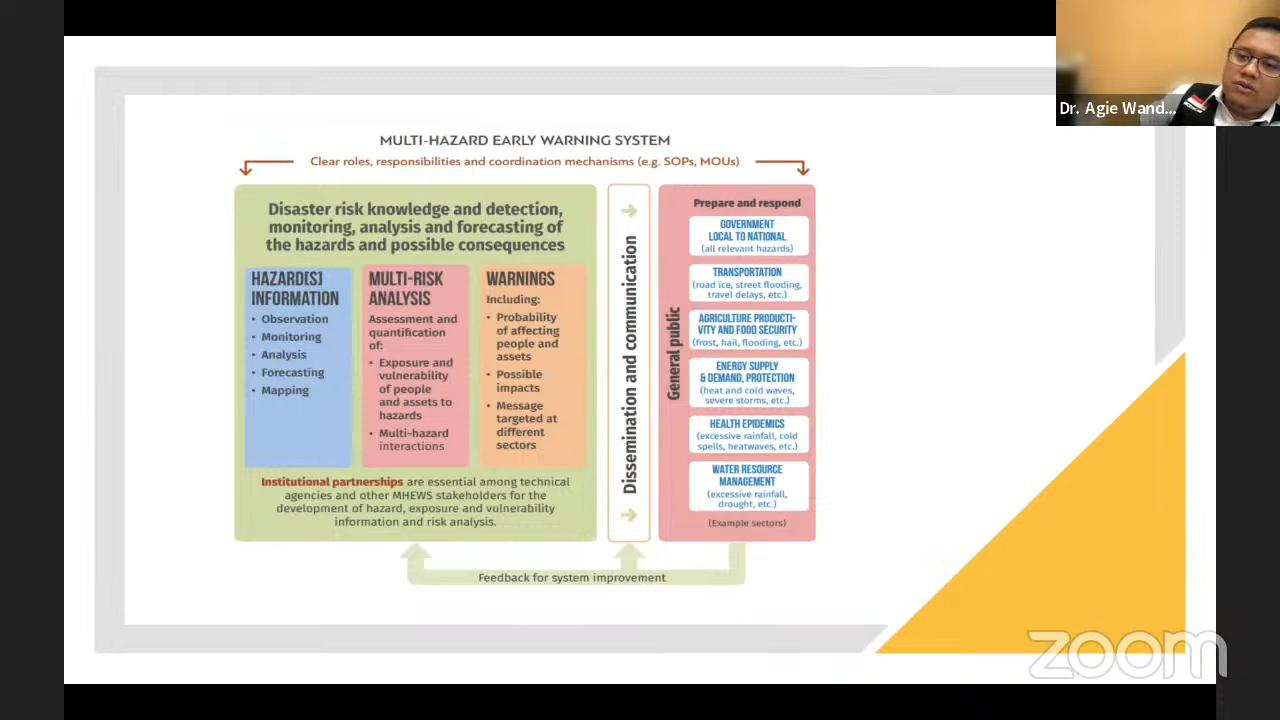 MULTI-HAZARD EARLY WARNING SYSTEM
Clear roles, responsibilities and coordination mechanisms (e.g. SOPs, MOUs)
Disaster risk knowledge and detection,
monitoring, analysis and forecasting of
the hazards and possible consequences
HAZARD[S]
INFORMATION
• Observation
• Monitoring
• Analysis
• Forecasting
• Mapping
MULTI-RISK
ANALYSIS
Assessment and
quantification
of:
• Exposure and
vulnerability
of people
and assets to
hazards
• Multi-hazard
interactions
WARNINGS
Including:
• Probability
of affecting
people and
assets
• Possible
impacts
• Message
targeted at
different
sectors
Institutional partnerships are essential among technical
agencies and other MHEWS stakeholders for the
development of hazard, exposure and vulnerability
information and risk analysis.
Dissemination and communication
General public
Prepare and respond
GOVERNMENT
LOCAL TO NATIONAL
(all relevant hazards)
TRANSPORTATION
(road ice, street flooding,
travel delays, etc.)
AGRICULTURE PRODUCTI-
VITY AND FOOD SECURITY
(frost, hail, flooding, etc.)
ENERGY SUPPLY
& DEMAND, PROTECTION
(heat and cold waves,
severe storms, etc.)
HEALTH EPIDEMICS
(excessive rainfall, cold
spells, heatwaves, etc.)
WATER RESOURCE
MANAGEMENT
(excessive rainfall,
drought, etc.)
(Example sectors)
Feedback for system improvement
Dr. Agie Wand...
zoom